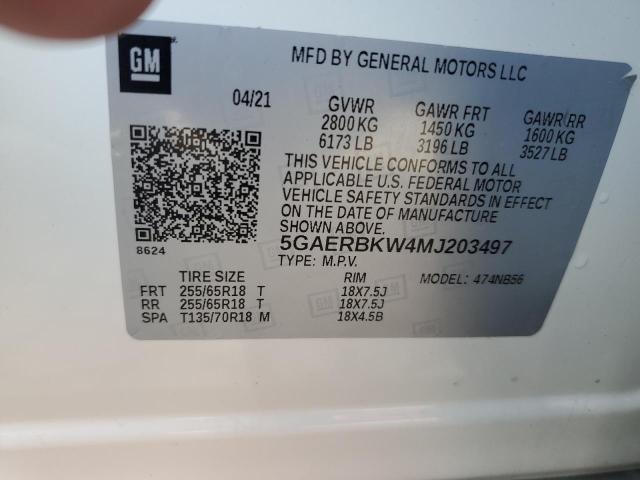 GM
MFD BY GENERAL MOTORS LLC
04/21 GVWR GAWR FRT GAWR RR
2800 KG 1450 KG 1600 KG
6173 LB 3196 LB 3527 LB
THIS VEHICLE CONFORMS TO ALL
APPLICABLE U.S. FEDERAL MOTOR
VEHICLE SAFETY STANDARDS IN EFFECT
ON THE DATE OF MANUFACTURE
SHOWN ABOVE.
8624 5GAERBKW4MJ203497
TYPE: M.P.V. MODEL: 474NB56
TIRE SIZE RIM
FRT 255/65R18 T 18X7.5J
RR 255/65R18 T 18X7.5J
SPA T135/70R18 M 18X4.5B